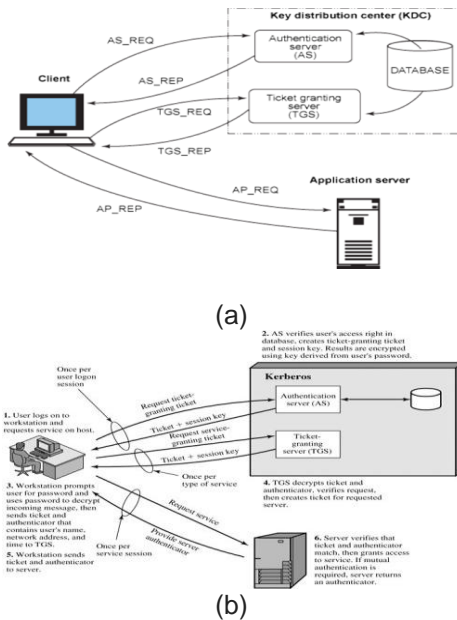 Key distribution center (KDC)
AS_REQ
Authentication
server
(AS)
Client
AS_REP
DATABASE
TGS_REQ
Ticket granting
server
(TGS)
TGS_REP
AP_REQ
Application server
AP_REP
(a)
2. AS verifies user's access right in
database, creates ticket-granting ticket
and session key. Results are encrypted
using key derived from user's password.
Once per
user logon
session
Kerberos
Request ticket-
granting ticket
Authentication
server (AS)
1. User logs on to
workstation and
requests service on host.
Ticket + session key
Request service-
granting ticket
Ticket-
granting
server (TGS)
Ticket + session key
Once per
type of service
3. Workstation prompts
user for password and
uses password to decrypt
incoming message, then
sends ticket and
authenticator that
contains user's name,
network address, and
time to TGS.
4. TGS decrypts ticket and
authenticator, verifies request,
then creates ticket for requested
server.
Request service
Once per
service session
Provide server
authenticator
5. Workstation sends
ticket and authenticator
to server.
6. Server verifies that
ticket and authenticator
match, then grants access
to service. If mutual
authentication is
required, server returns
an authenticator.
(b)